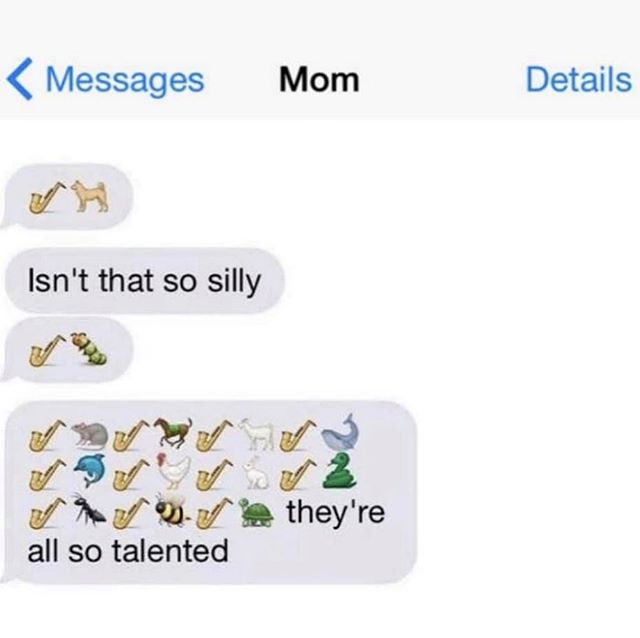 Messages Mom Details
🎷🐕
Isn't that so silly
🎷🐛
🎷🐀🎷🐎🎷🐐🎷🐋
🎷🐬🎷🐓🎷🐇🎷🐍
🎷🐜🎷🐝🎷🐢 they're
all so talented